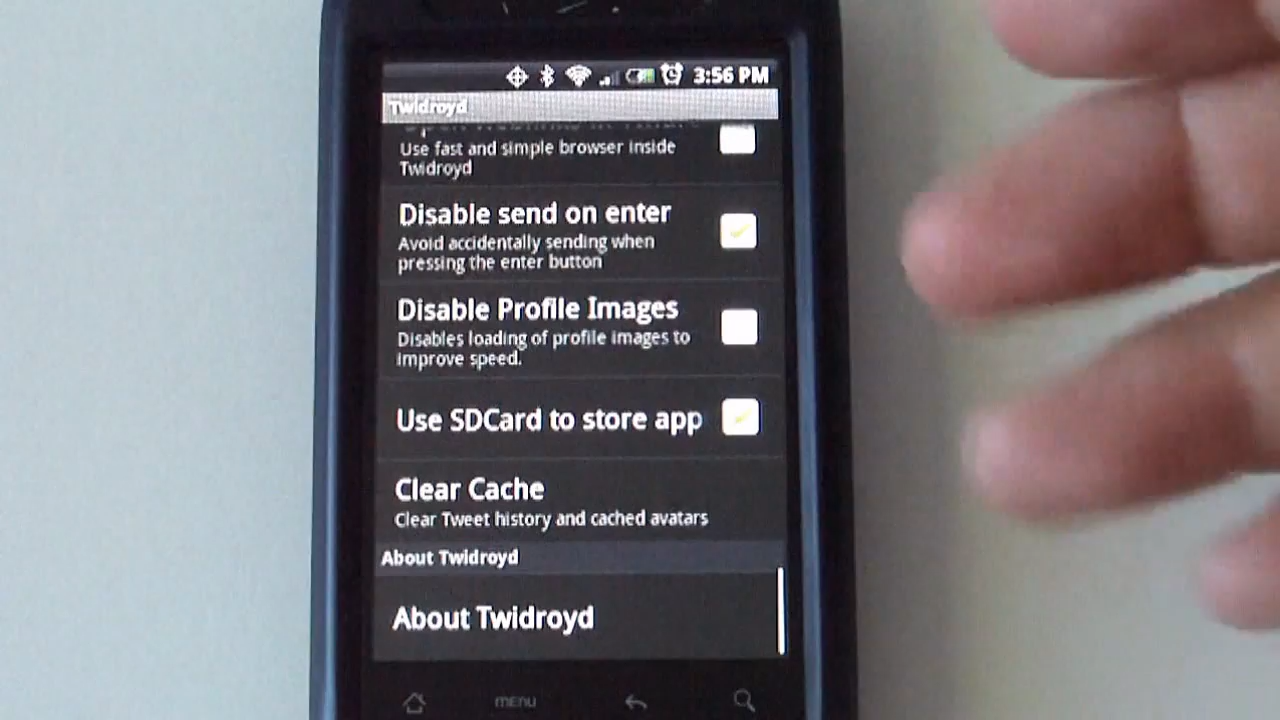 3:56 PM
Twidroyd
Use fast and simple browser inside
Twidroyd
Disable send on enter
Avoid accidentally sending when
pressing the enter button
Disable Profile Images
Disables loading of profile images to
improve speed.
Use SDCard to store app
Clear Cache
Clear Tweet history and cached avatars
About Twidroyd
About Twidroyd
MENU